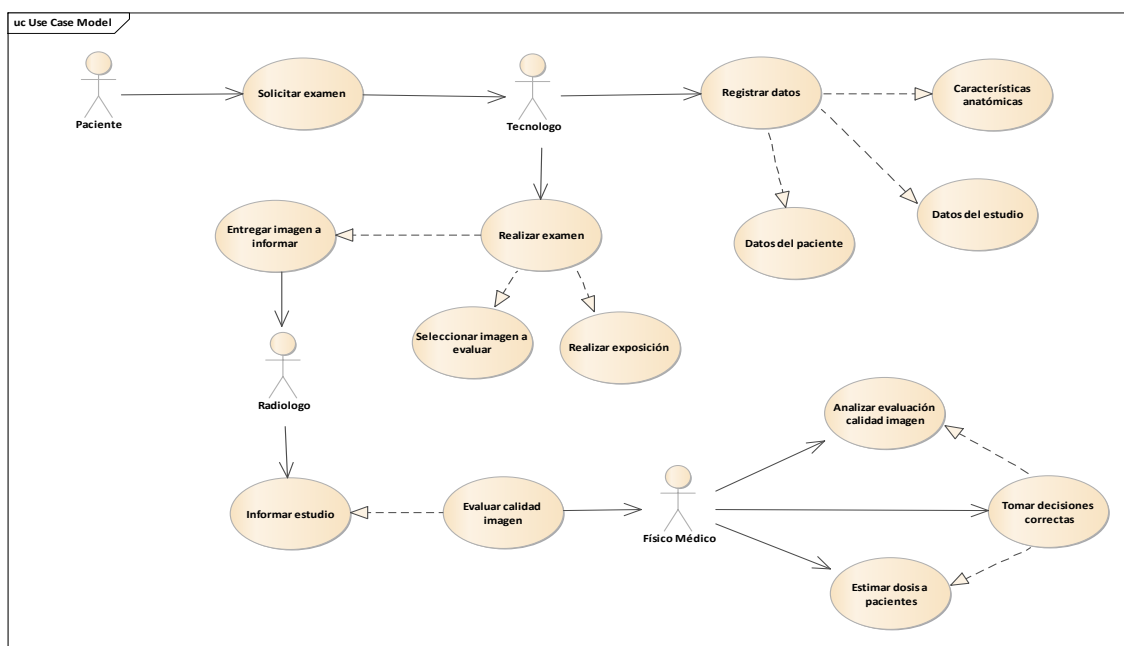 uc Use Case Model
Paciente
Solicitar examen
Tecnologo
Registrar datos
Características
anatómicas
Datos del estudio
Datos del paciente
Entregar imagen a
informar
Realizar examen
Seleccionar imagen a
evaluar
Realizar exposición
Radiologo
Analizar evaluación
calidad imagen
Informar estudio
Evaluar calidad
imagen
Físico Médico
Tomar decisiones
correctas
Estimar dosis a
pacientes